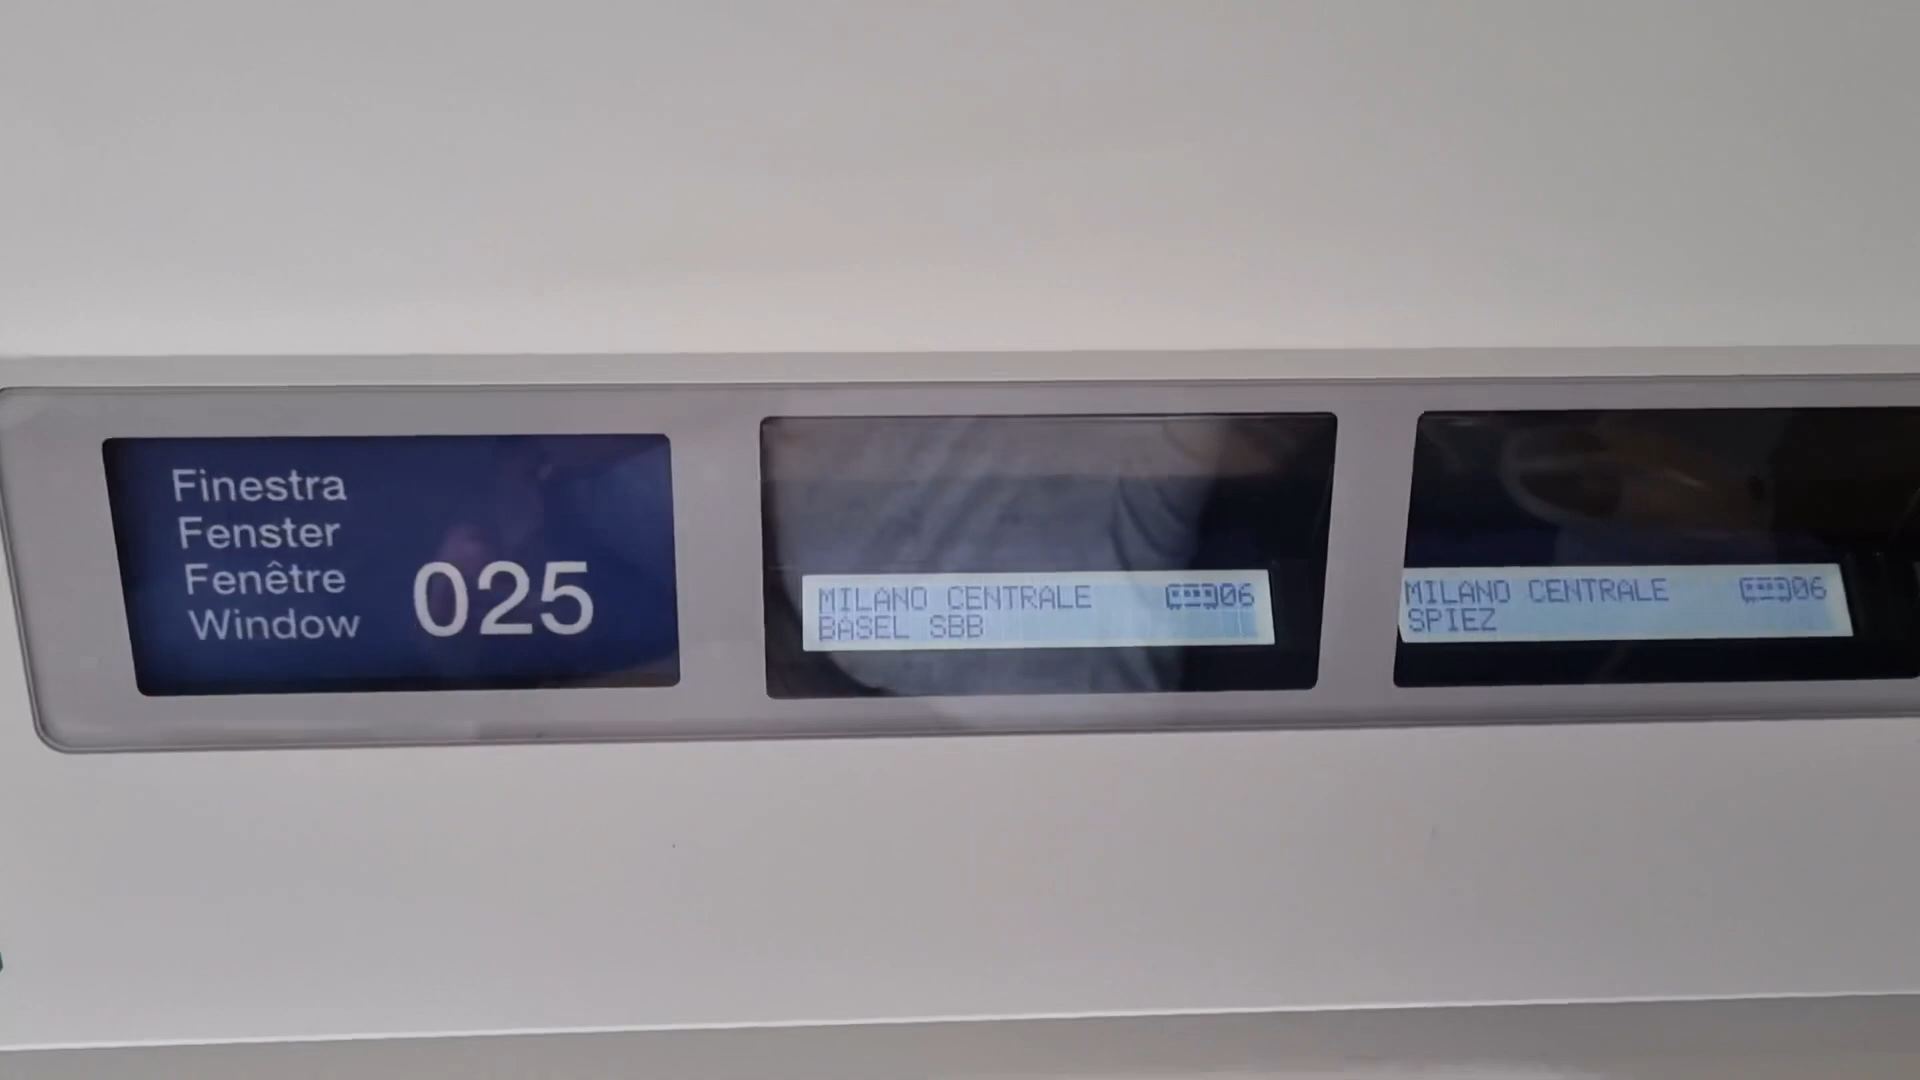 Finestra
Fenster
Fenêtre
Window 025
MILANO CENTRALE 06
BASEL SBB
MILANO CENTRALE 06
SPIEZ